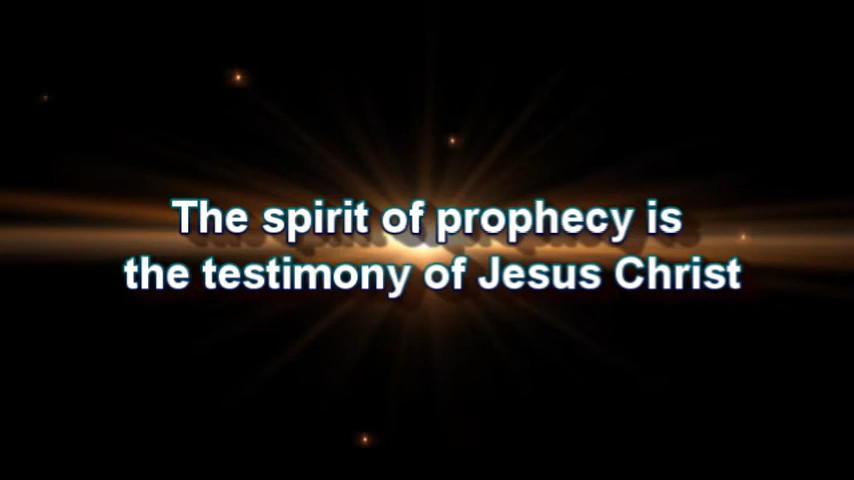 The spirit of prophecy is
the testimony of Jesus Christ